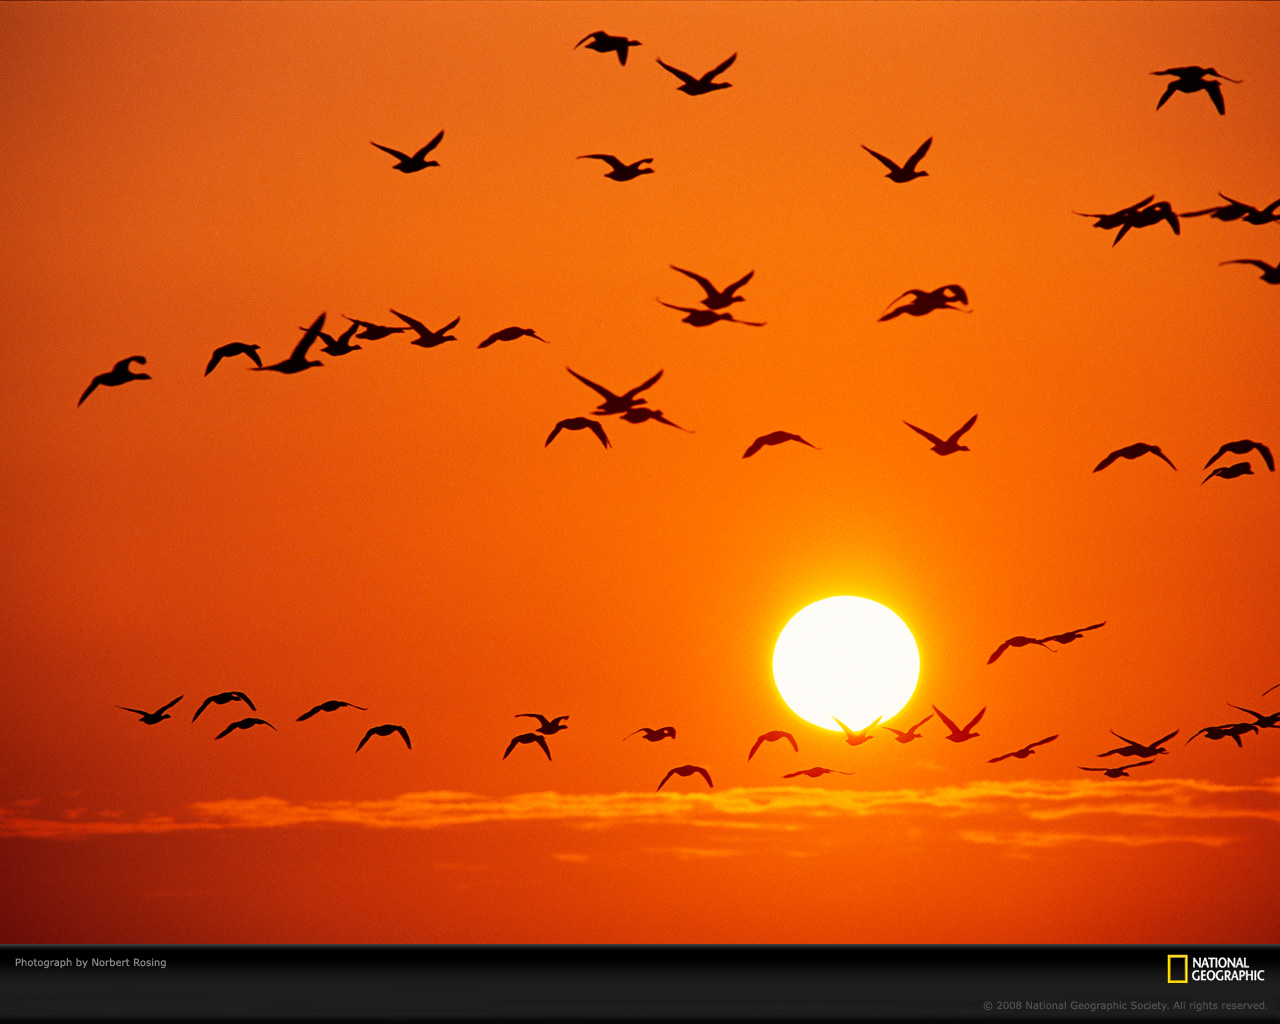 Photograph by Norbert Rosing
NATIONAL
GEOGRAPHIC
© 2008 National Geographic Society. All rights reserved.